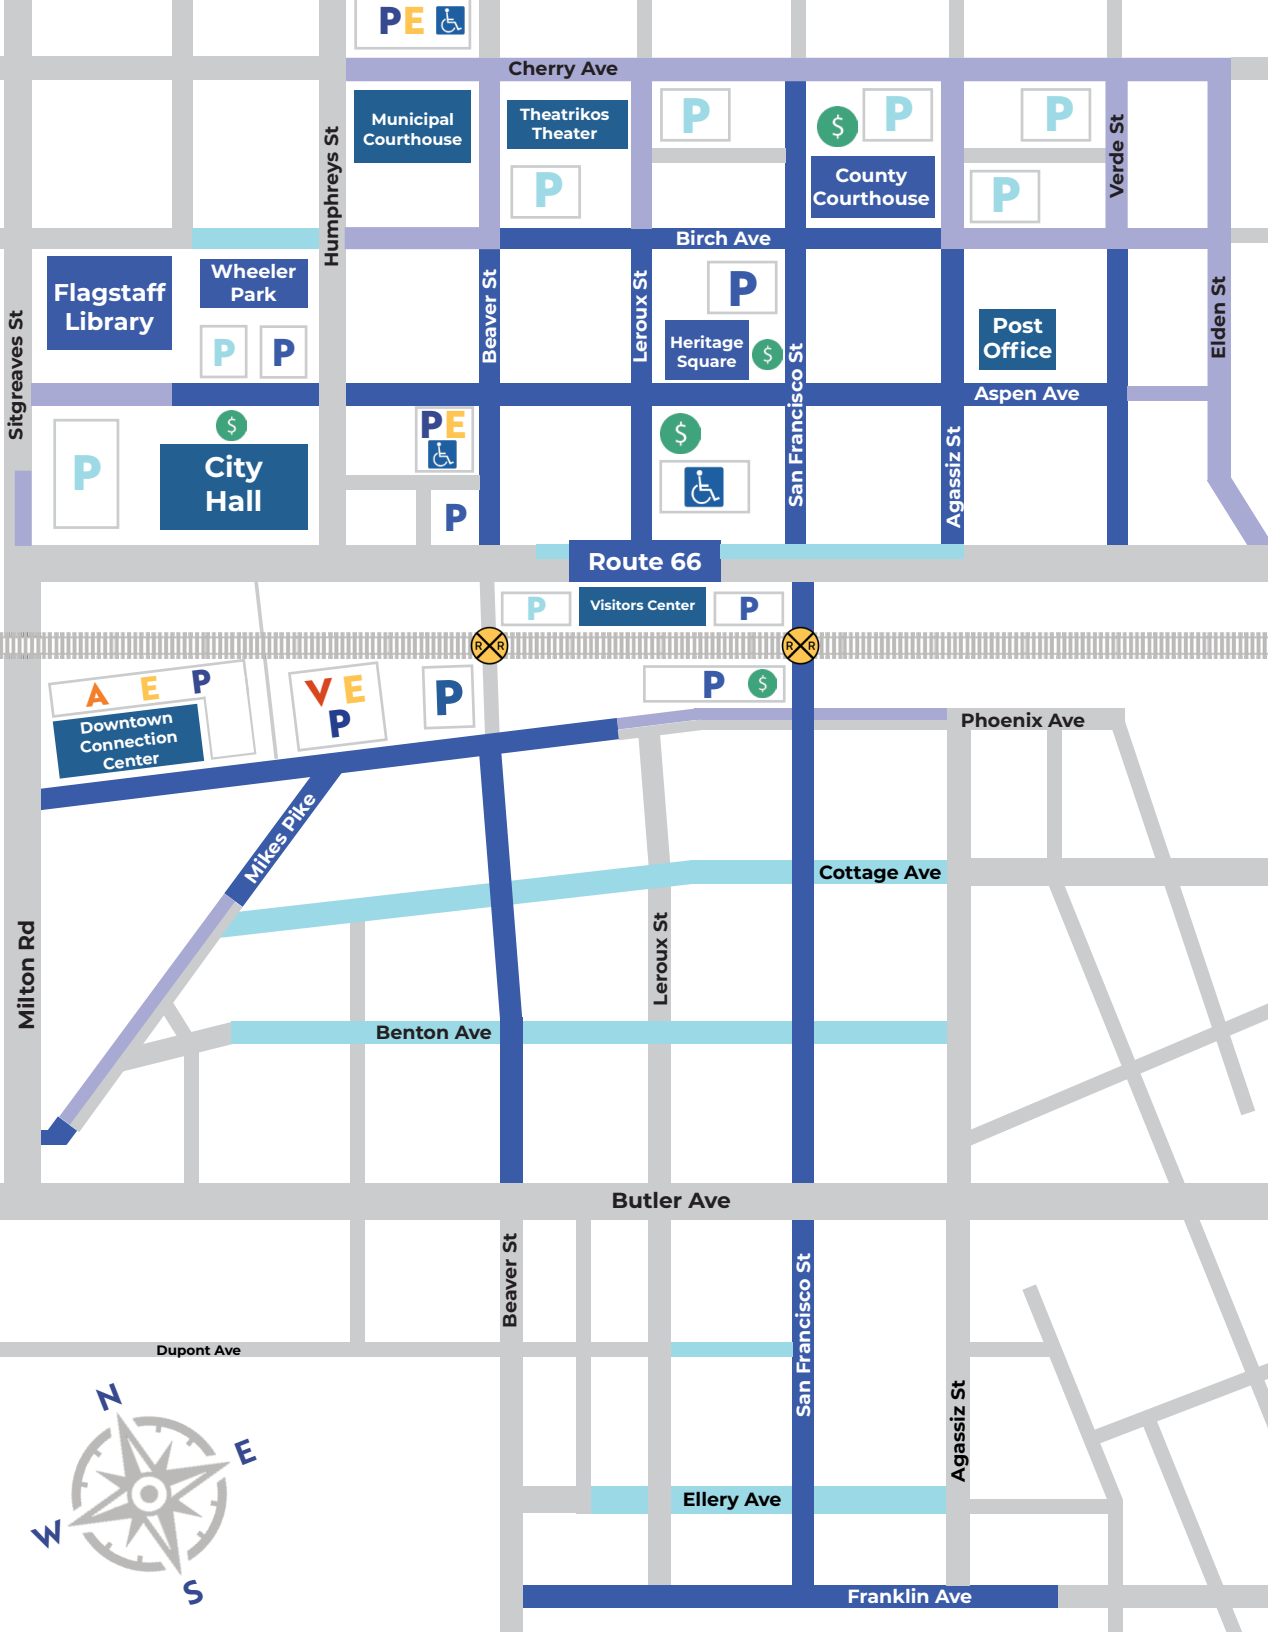 P E
Cherry Ave
Municipal
Courthouse
Theatrikos
Theater
P
$
P
P
Humphreys St
Verde St
County
Courthouse
P
P
Birch Ave
Flagstaff
Library
Wheeler
Park
P
P
P
Beaver St
Leroux St
Heritage
Square
$
San Francisco St
Post
Office
Elden St
Sitgreaves St
Aspen Ave
$
City
Hall
P
P E
$
P
Agassiz St
Route 66
P
Visitors Center
P
R R
R R
A E P
Downtown
Connection
Center
V E
P
P
P $
Phoenix Ave
Mikes Pike
Cottage Ave
Milton Rd
Leroux St
Benton Ave
Butler Ave
Beaver St
San Francisco St
Dupont Ave
Agassiz St
N
E
W
S
Ellery Ave
Franklin Ave